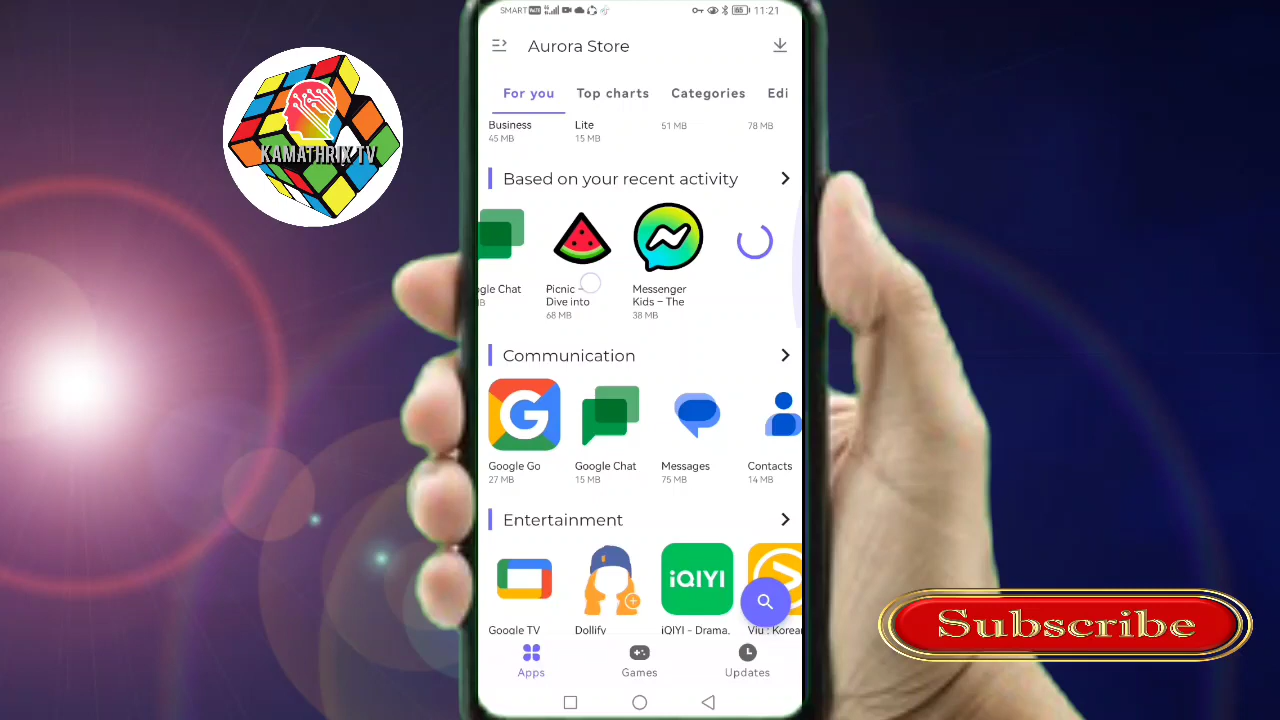 SMART 11:21
Aurora Store
For you Top charts Categories Edi
Business Lite
45 MB 15 MB 51 MB 78 MB
Based on your recent activity
gle Chat Picnic – Messenger
Dive into Kids – The
68 MB 38 MB
Communication
Google Go Google Chat Messages Contacts
27 MB 15 MB 75 MB 14 MB
Entertainment
iQIYI
Google TV Dollify iQIYI - Drama, Viu : Korean
Apps Games Updates
KAMATHRIX TV
Subscribe